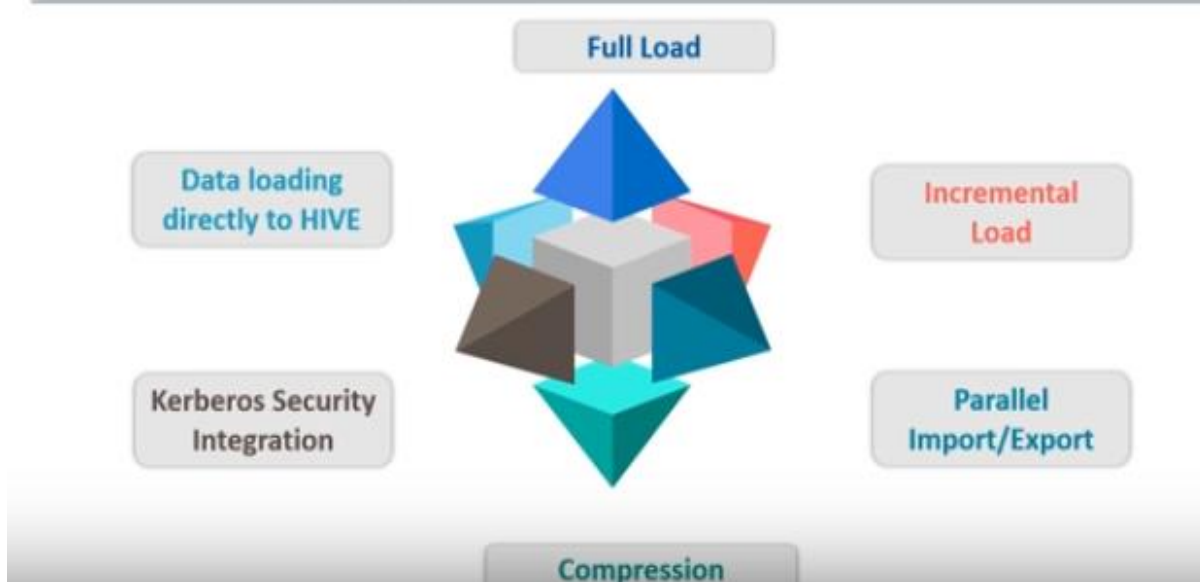 Full Load
Data loading
directly to HIVE
Incremental
Load
Kerberos Security
Integration
Parallel
Import/Export
Compression